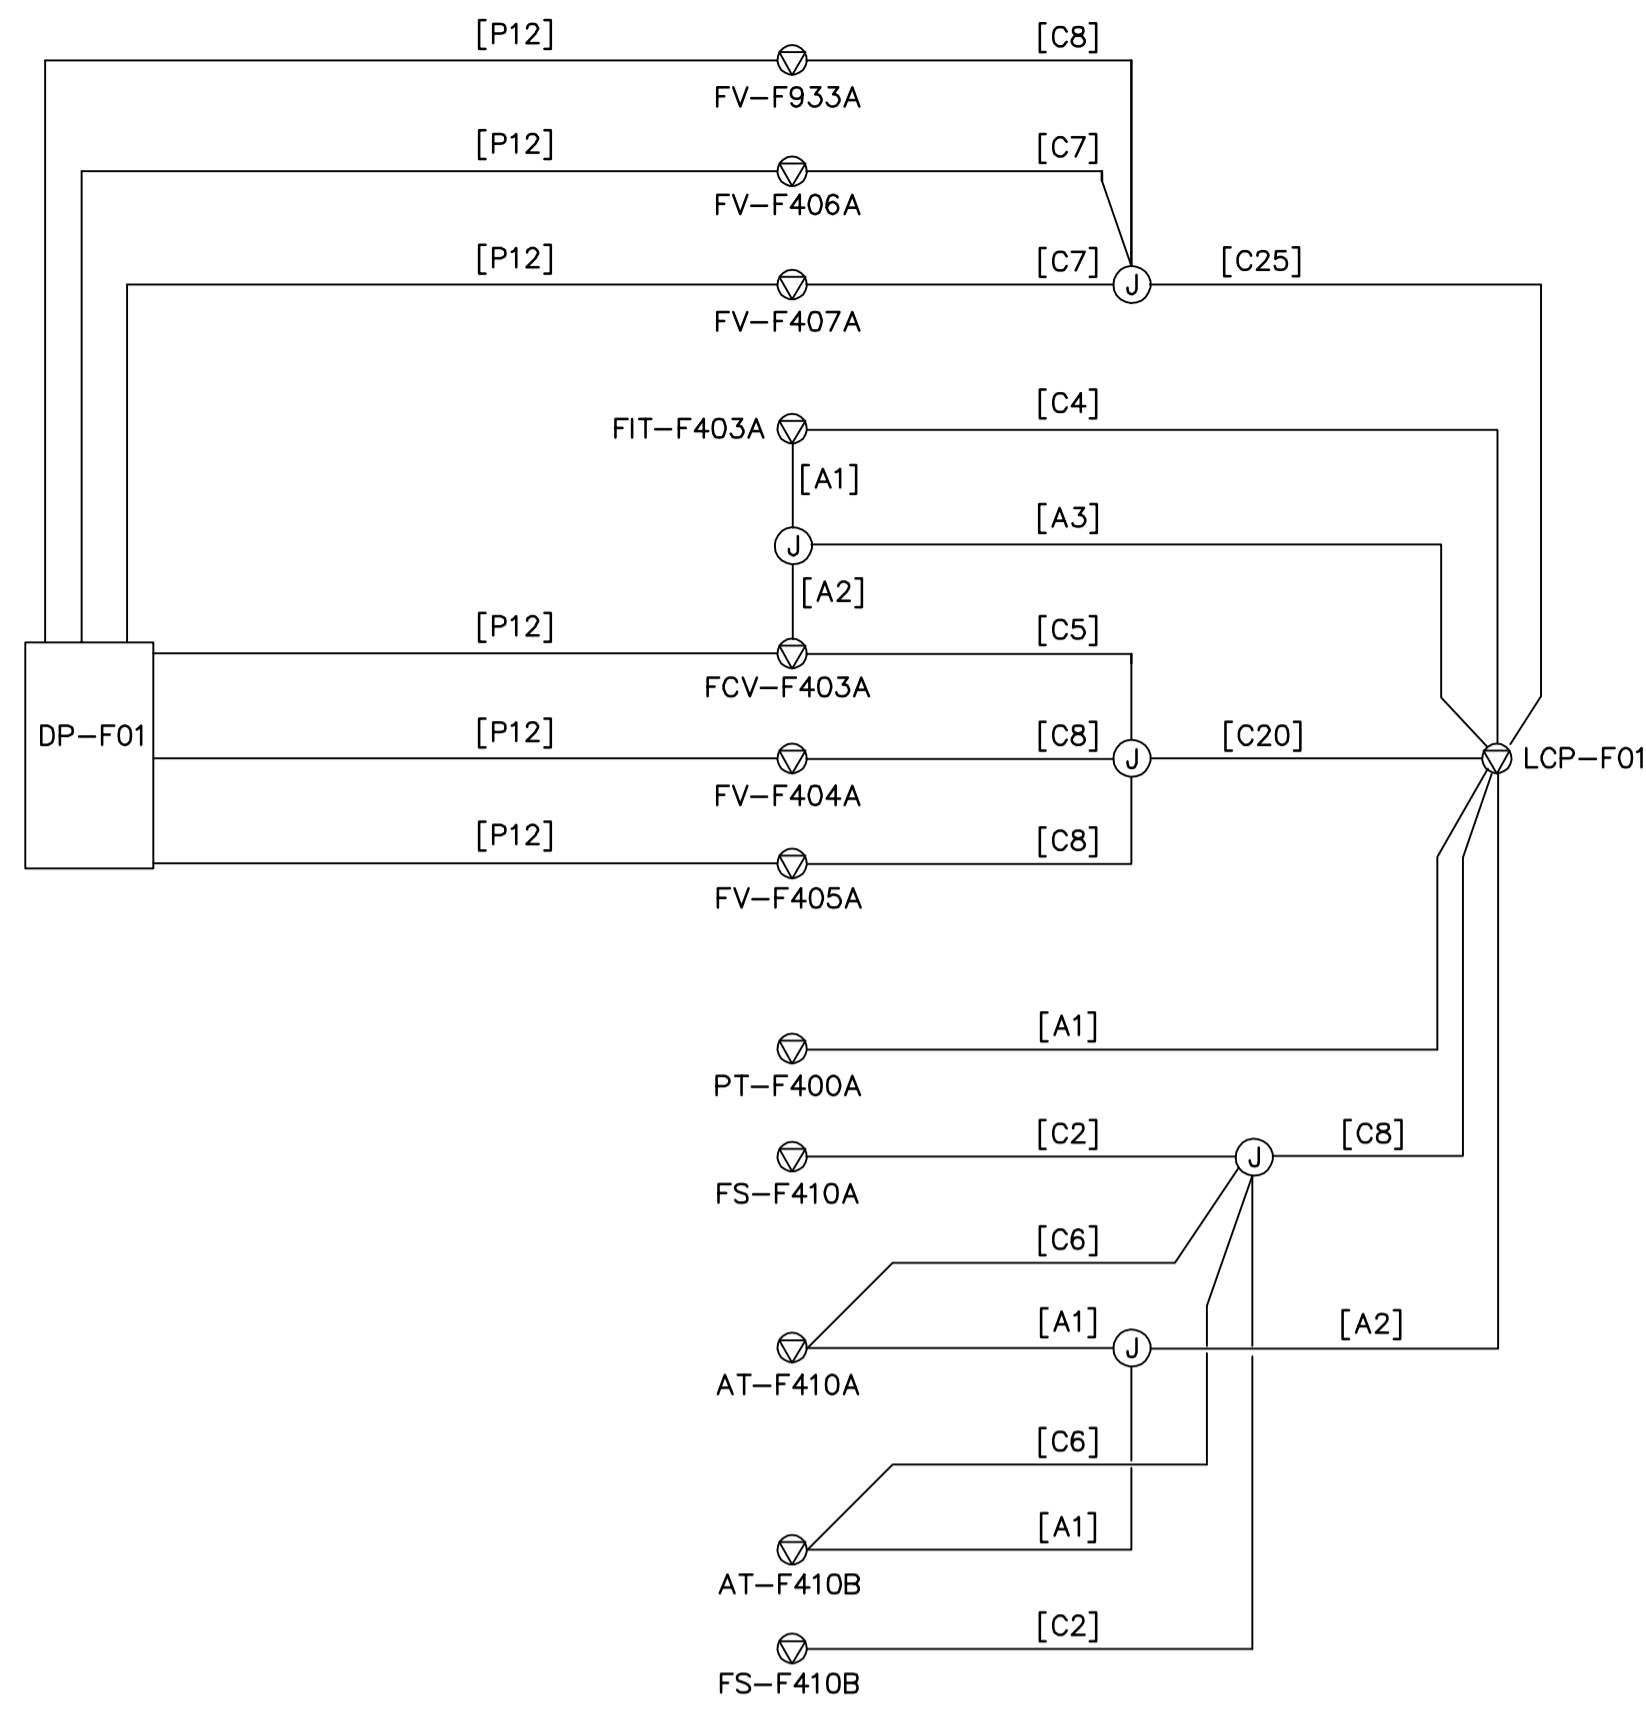 [P12] [C8]
FV-F933A
[P12] [C7]
FV-F406A
[P12] [C7] J [C25]
FV-F407A
FIT-F403A [C4]
[A1]
J [A3]
[A2]
[P12] [C5]
FCV-F403A
DP-F01 [P12] [C8] J [C20] LCP-F01
FV-F404A
[P12] [C8]
FV-F405A
[A1]
PT-F400A
[C2] J [C8]
FS-F410A
[C6]
[A1] J [A2]
AT-F410A
[C6]
[A1]
AT-F410B
[C2]
FS-F410B